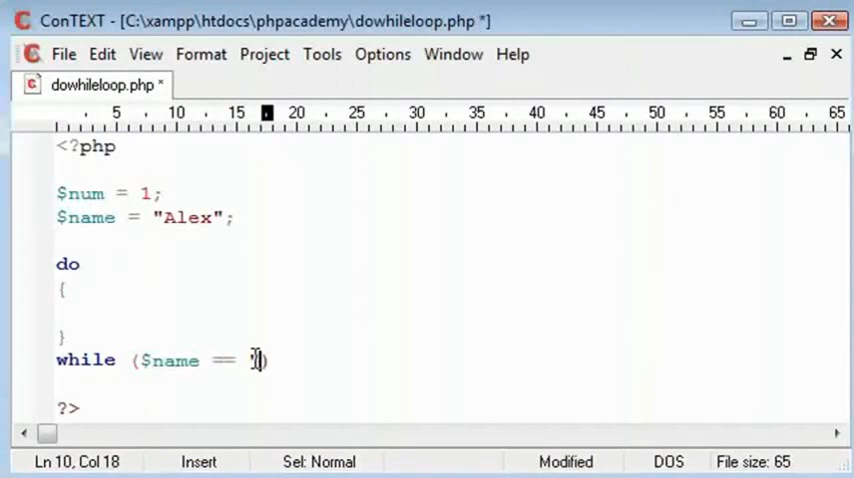 ConTEXT - [C:\xampp\htdocs\phpacademy\dowhileloop.php *]
File Edit View Format Project Tools Options Window Help
dowhileloop.php *
5 10 15 20 25 30 35 40 45 50 55 60 65
<?php
$num = 1;
$name = "Alex";
do
{
}
while ($name == ")
?>
Ln 10, Col 18 Insert Sel: Normal Modified DOS File size: 65